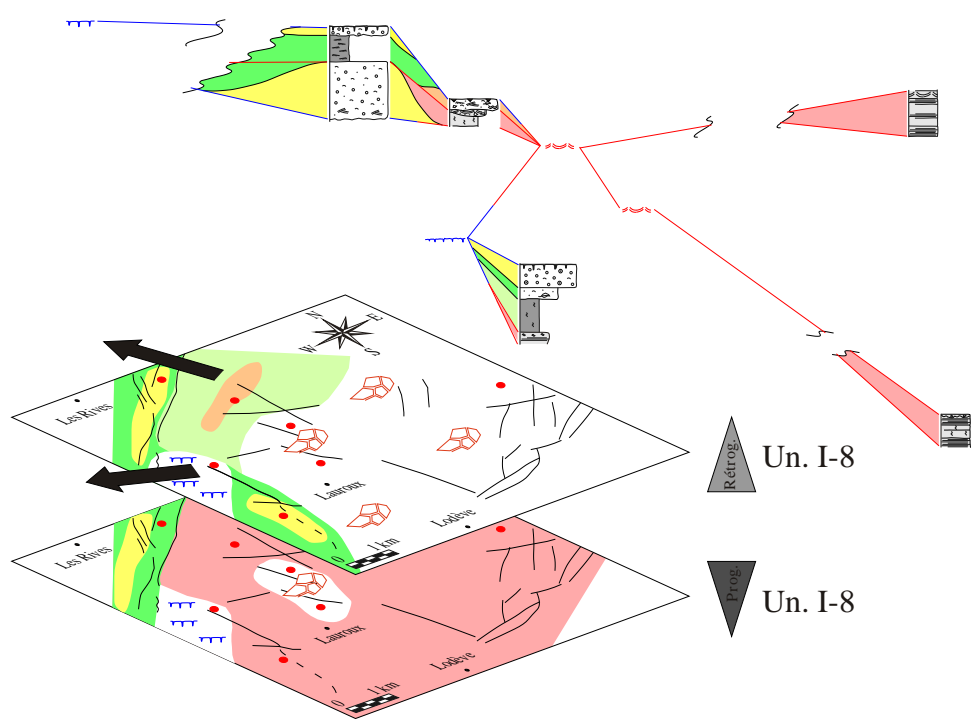 N
E
W
S
Les Rives
Lauroux
Lodève
0
1 km
Rétrog.
Un. I-8
Les Rives
Lauroux
Lodève
0
1 km
Prog.
Un. I-8